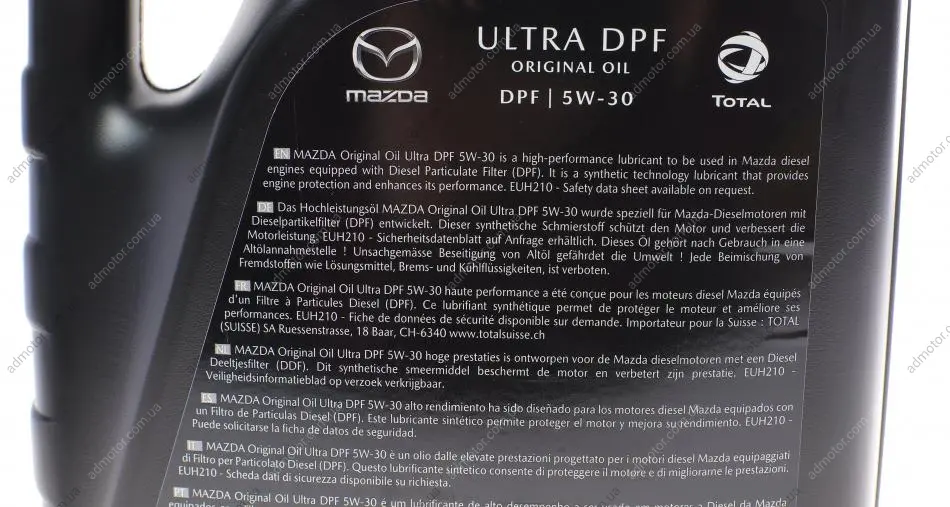 ULTRA DPF
ORIGINAL OIL
DPF | 5W-30
mazda
TOTAL
EN MAZDA Original Oil Ultra DPF 5W-30 is a high-performance lubricant to be used in Mazda diesel
engines equipped with Diesel Particulate Filter (DPF). It is a synthetic technology lubricant that provides
engine protection and enhances its performance. EUH210 - Safety data sheet available on request.
DE Das Hochleistungsöl MAZDA Original Oil Ultra DPF 5W-30 wurde speziell für Mazda-Dieselmotoren mit
Dieselpartikelfilter (DPF) entwickelt. Dieser synthetische Schmierstoff schützt den Motor und verbessert die
Motorleistung. EUH210 - Sicherheitsdatenblatt auf Anfrage erhältlich. Dieses Öl gehört nach Gebrauch in eine
Altölannahmestelle ! Unsachgemässe Beseitigung von Altöl gefährdet die Umwelt ! Jede Beimischung von
Fremdstoffen wie Lösungsmittel, Brems- und Kühlflüssigkeiten, ist verboten.
FR MAZDA Original Oil Ultra DPF 5W-30 haute performance a été conçue pour les moteurs diesel Mazda équipés
d'un Filtre à Particules Diesel (DPF). Ce lubrifiant synthétique permet de protéger le moteur et améliore ses
performances. EUH210 - Fiche de données de sécurité disponible sur demande. Importateur pour la Suisse : TOTAL
(SUISSE) SA Ruessenstrasse, 18 Baar, CH-6340 www.totalsuisse.ch
NL MAZDA Original Oil Ultra DPF 5W-30 hoge prestaties is ontworpen voor de Mazda dieselmotoren met een Diesel
Deeltjesfilter (DDF). Dit synthetische smeermiddel beschermt de motor en verbetert zijn prestatie. EUH210 -
Veiligheidsinformatieblad op verzoek verkrijgbaar.
ES MAZDA Original Oil Ultra DPF 5W-30 alto rendimiento ha sido diseñado para los motores diesel Mazda equipados con
un Filtro de Particulas Diesel (DPF). Este lubricante sintético permite proteger el motor y mejora su rendimiento. EUH210 -
Puede solicitarse la ficha de datos de seguridad.
IT MAZDA Original Oil Ultra DPF 5W-30 è un olio dalle elevate prestazioni progettato per i motori diesel Mazda equipaggiati
di Filtro per Particolato Diesel (DPF). Questo lubrificante sintetico consente di proteggere il motore e di migliorarne le prestazioni.
EUH210 - Scheda dati di sicurezza disponibile su richiesta.
PT MAZDA Original Oil Ultra DPF 5W-30 é um lubrificante de alto desempenho a ser usado em motores a Diesel da Mazda
admotor.com.ua